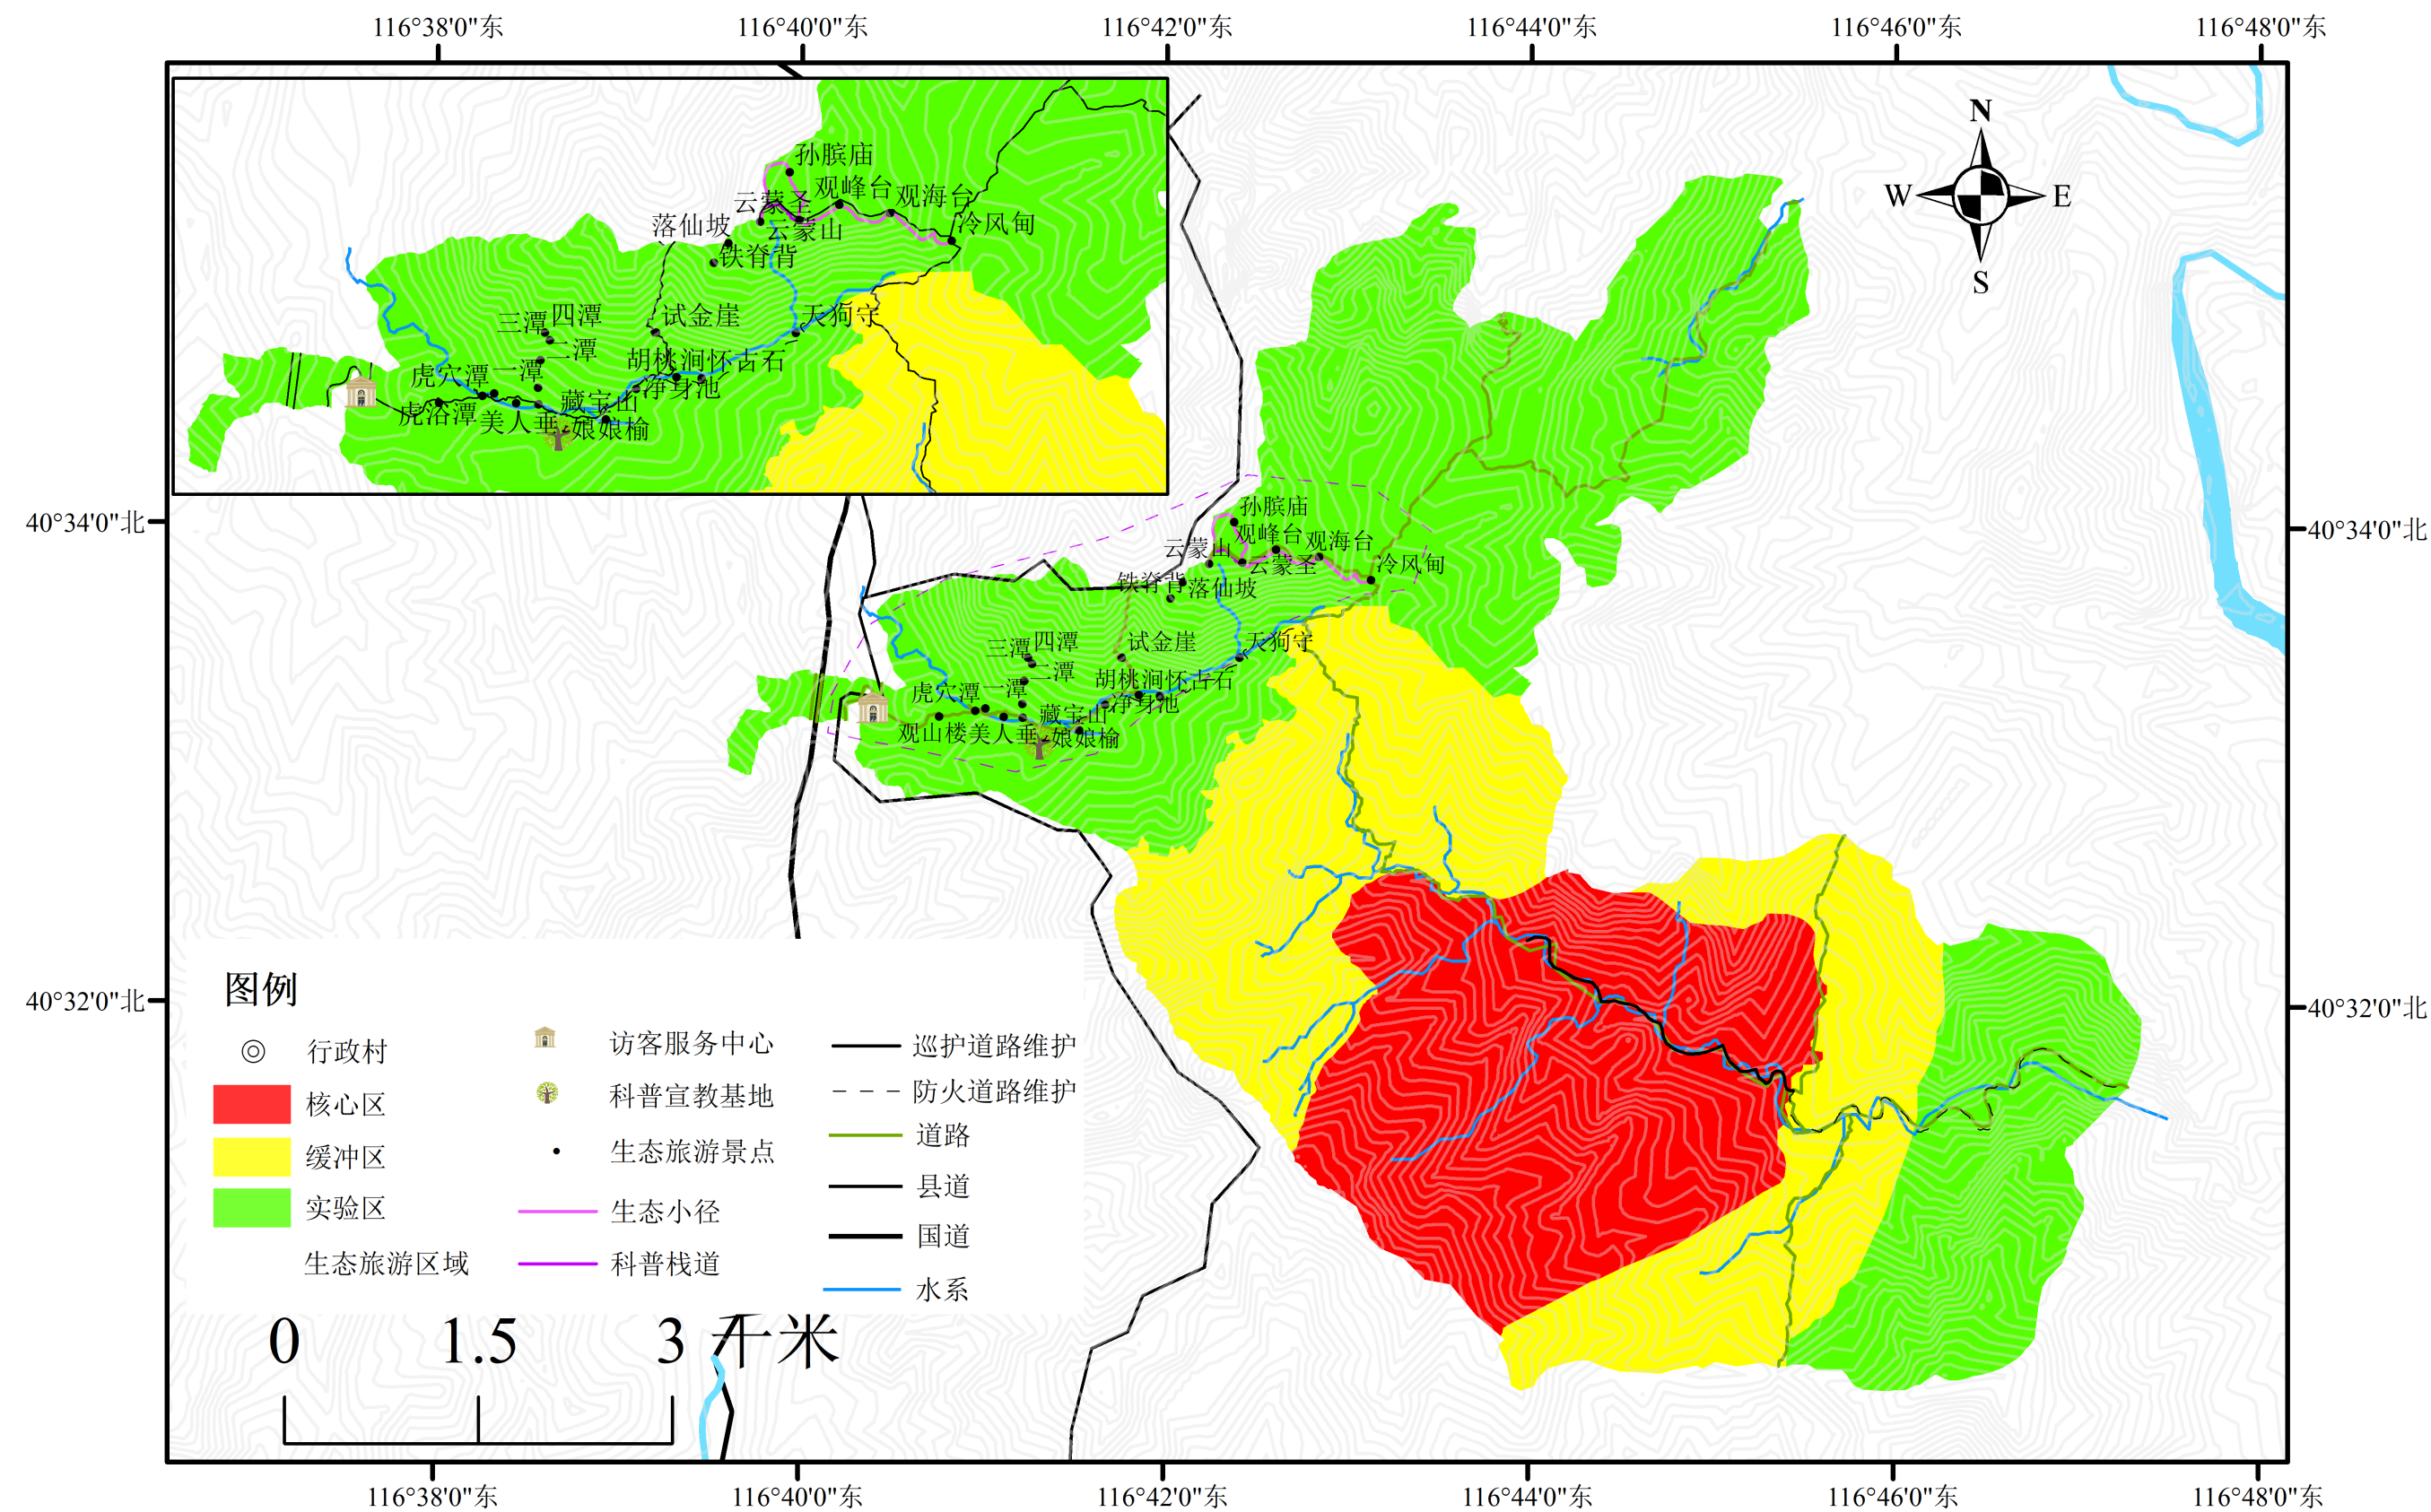 116°38'0"东
116°40'0"东
116°42'0"东
116°44'0"东
116°46'0"东
116°48'0"东
N
W
E
S
孙膑庙
观峰台
观海台
云蒙圣
冷风甸
落仙坡
云蒙山
铁脊背
三潭
四潭
试金崖
天狗守
二潭
胡桃涧
怀古石
虎穴潭
一潭
净身池
藏宝山
虎浴潭
美人垂
娘娘榆
40°34'0"北
40°34'0"北
孙膑庙
观峰台
观海台
云蒙山
云蒙圣
冷风甸
铁脊背
落仙坡
三潭
四潭
试金崖
天狗守
二潭
胡桃涧
怀古石
虎穴潭
一潭
净身池
藏宝山
观山楼
美人垂
娘娘榆
40°32'0"北
40°32'0"北
图例
行政村
核心区
缓冲区
实验区
生态旅游区域
访客服务中心
科普宣教基地
生态旅游景点
生态小径
科普栈道
巡护道路维护
防火道路维护
道路
县道
国道
水系
0 1.5 3 千米
116°38'0"东
116°40'0"东
116°42'0"东
116°44'0"东
116°46'0"东
116°48'0"东